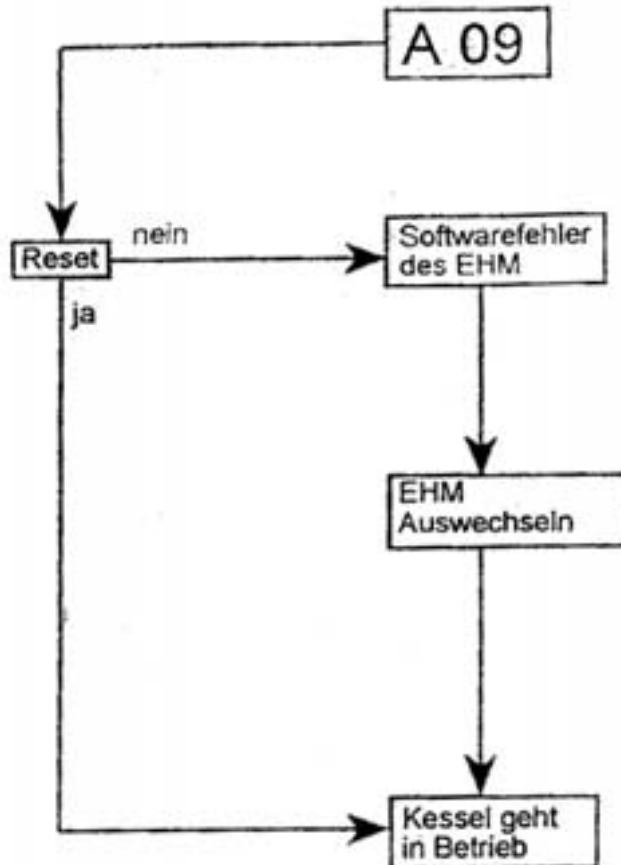 A 09
Reset
nein
ja
Softwarefehler
des EHM
EHM
Auswechseln
Kessel geht
in Betrieb